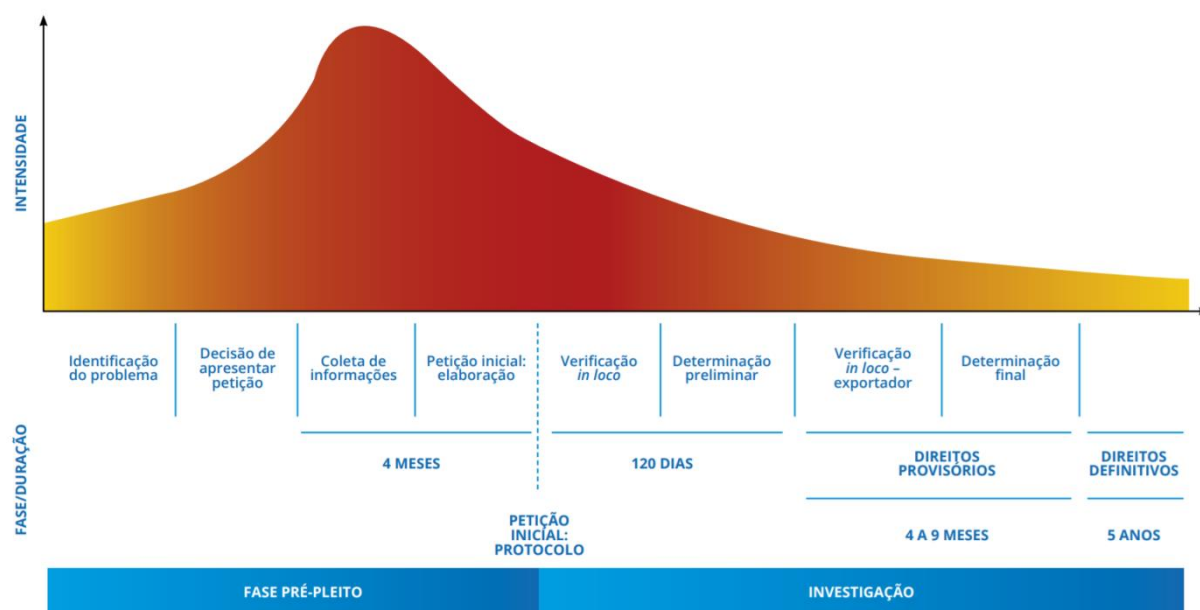 INTENSIDADE
Identificação
do problema
Decisão de
apresentar
petição
Coleta de
informações
Petição inicial:
elaboração
Verificação
in loco
Determinação
preliminar
Verificação
in loco –
exportador
Determinação
final
FASE/DURAÇÃO
4 MESES
120 DIAS
DIREITOS
PROVISÓRIOS
DIREITOS
DEFINITIVOS
PETIÇÃO
INICIAL:
PROTOCOLO
4 A 9 MESES
5 ANOS
FASE PRÉ-PLEITO
INVESTIGAÇÃO